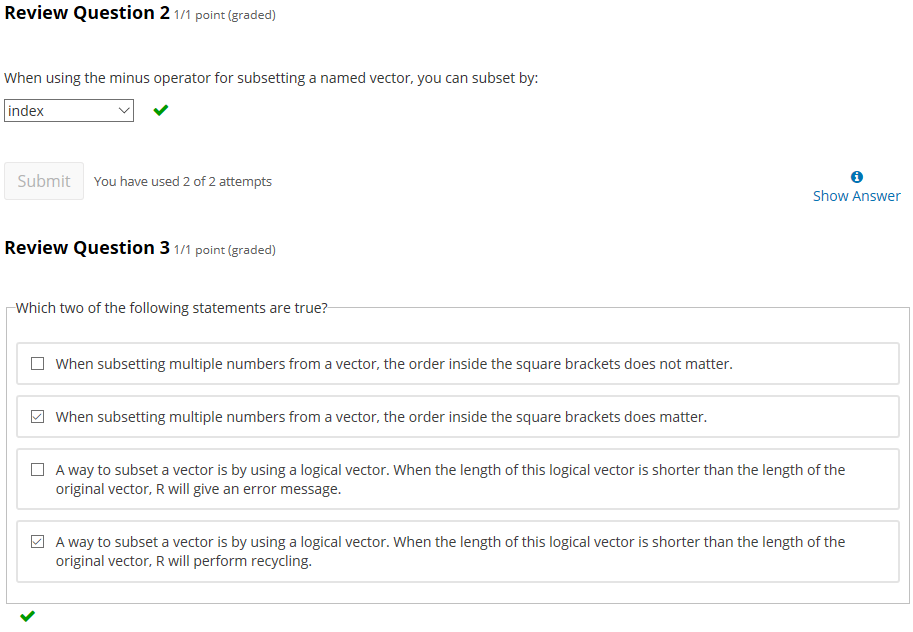 Review Question 2 1/1 point (graded)
When using the minus operator for subsetting a named vector, you can subset by:
index
Submit You have used 2 of 2 attempts
Show Answer
Review Question 3 1/1 point (graded)
Which two of the following statements are true?
When subsetting multiple numbers from a vector, the order inside the square brackets does not matter.
When subsetting multiple numbers from a vector, the order inside the square brackets does matter.
A way to subset a vector is by using a logical vector. When the length of this logical vector is shorter than the length of the
original vector, R will give an error message.
A way to subset a vector is by using a logical vector. When the length of this logical vector is shorter than the length of the
original vector, R will perform recycling.